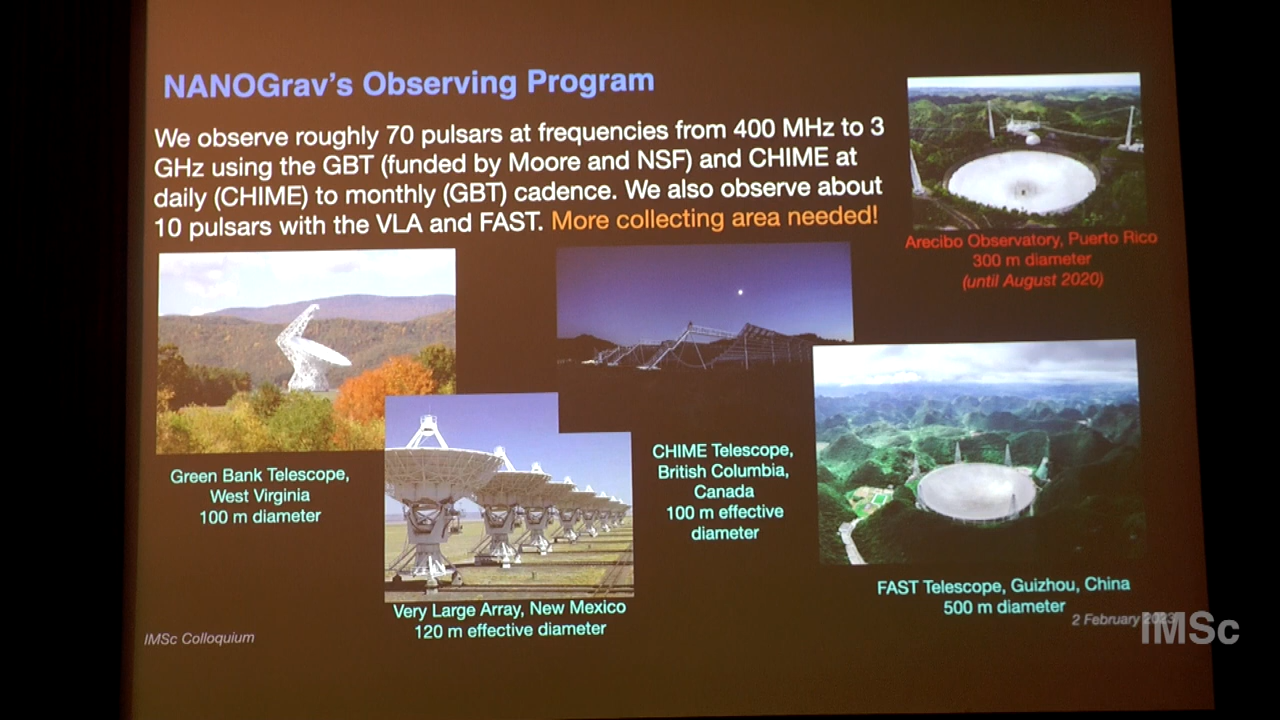 NANOGrav's Observing Program
We observe roughly 70 pulsars at frequencies from 400 MHz to 3
GHz using the GBT (funded by Moore and NSF) and CHIME at
daily (CHIME) to monthly (GBT) cadence. We also observe about
10 pulsars with the VLA and FAST. More collecting area needed!
Arecibo Observatory, Puerto Rico
300 m diameter
(until August 2020)
Green Bank Telescope,
West Virginia
100 m diameter
CHIME Telescope,
British Columbia,
Canada
100 m effective
diameter
Very Large Array, New Mexico
120 m effective diameter
FAST Telescope, Guizhou, China
500 m diameter
IMSc Colloquium
2 February 2023
IMSc